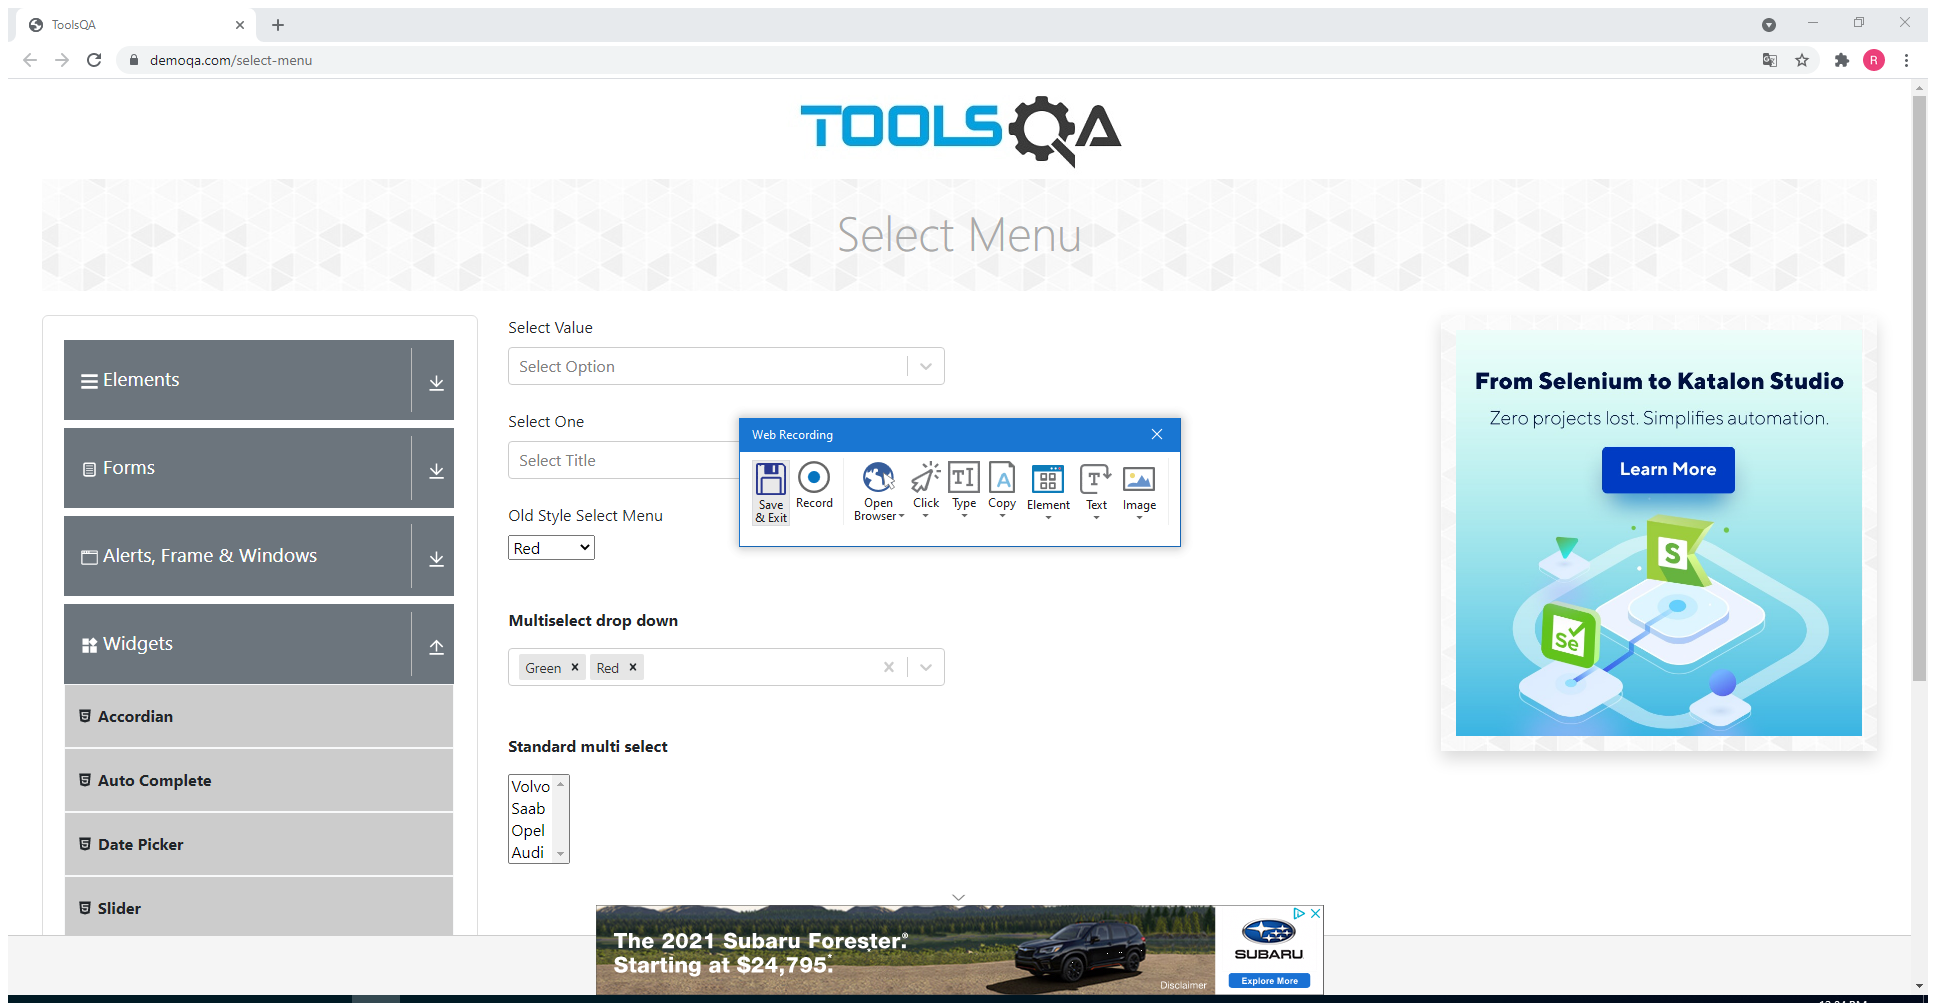 ToolsQA
demoqa.com/select-menu
R
TOOLSQA
Select Menu
Elements
Forms
Alerts, Frame & Windows
Widgets
Accordian
Auto Complete
Date Picker
Slider
Select Value
Select Option
Select One
Select Title
Old Style Select Menu
Red
Multiselect drop down
Green
Red
Standard multi select
Volvo
Saab
Opel
Audi
Web Recording
Save
& Exit
Record
Open
Browser
Click
Type
Copy
Element
Text
Image
From Selenium to Katalon Studio
Zero projects lost. Simplifies automation.
Learn More
S
Se
The 2021 Subaru Forester.®
Starting at $24,795.*
Disclaimer
SUBARU
Explore More